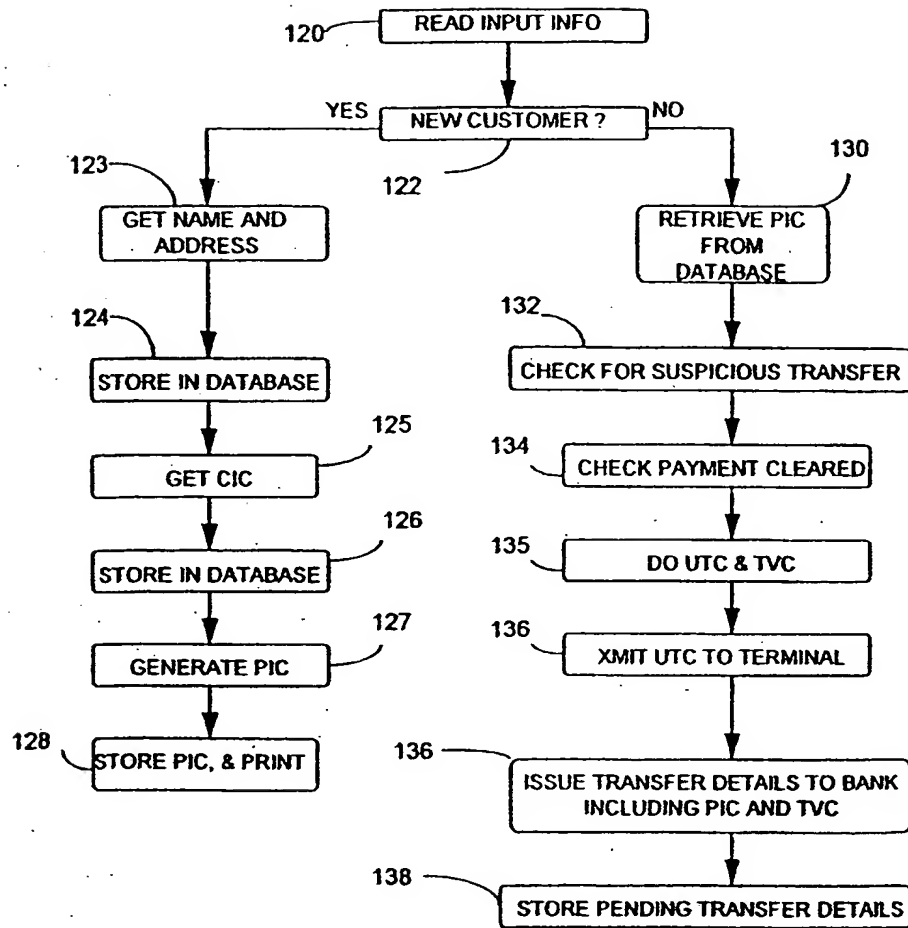 120
READ INPUT INFO
YES
NEW CUSTOMER ?
NO
122
123
GET NAME AND
ADDRESS
124
STORE IN DATABASE
125
GET CIC
126
STORE IN DATABASE
127
GENERATE PIC
128
STORE PIC, & PRINT
130
RETRIEVE PIC
FROM
DATABASE
132
CHECK FOR SUSPICIOUS TRANSFER
134
CHECK PAYMENT CLEARED
135
DO UTC & TVC
136
XMIT UTC TO TERMINAL
136
ISSUE TRANSFER DETAILS TO BANK
INCLUDING PIC AND TVC
138
STORE PENDING TRANSFER DETAILS